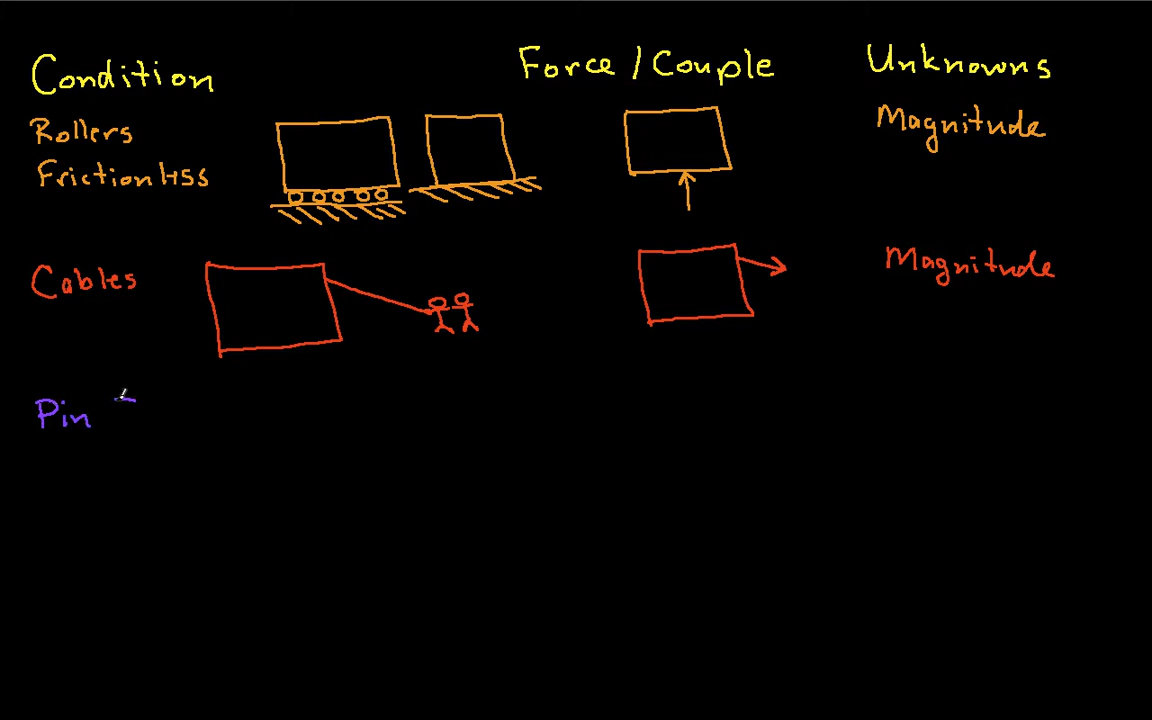 Condition Force / Couple Unknowns
Rollers Magnitude
Frictionless
Cables Magnitude
Pin